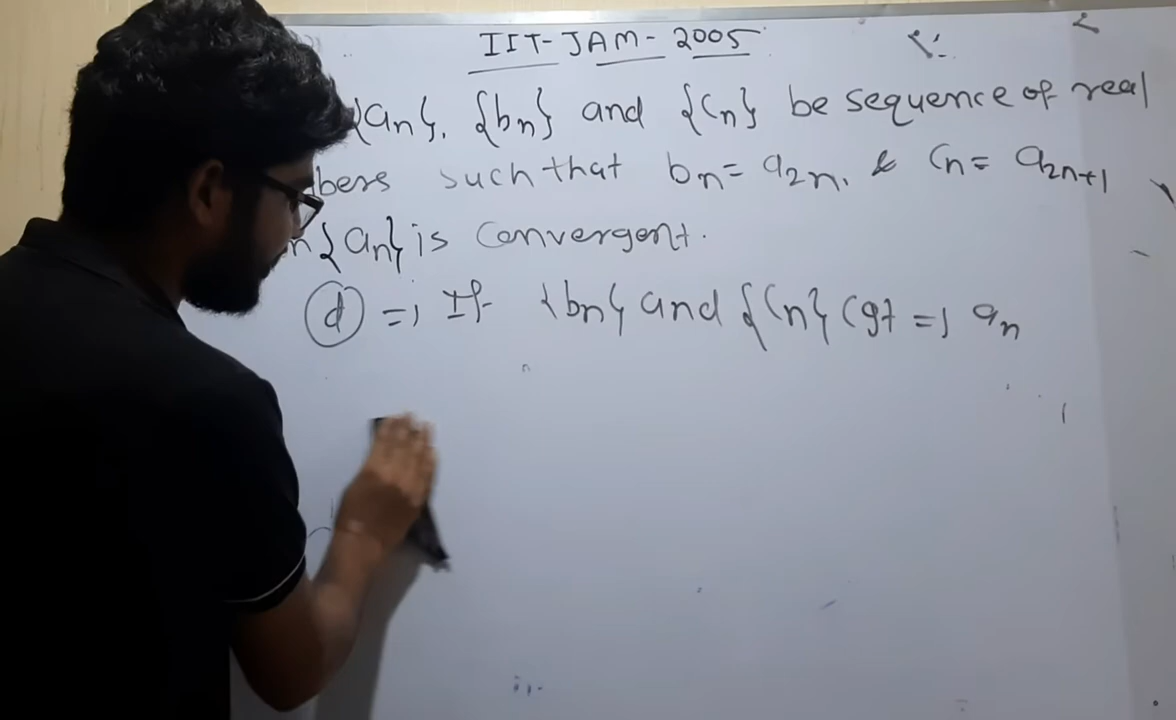 IIT-JAM-2005
{an}, {bn} and {cn} be sequence of real
bers such that bn = a2n, & cn = a2n+1
n {an} is convergent.
(d) => If {bn} and {cn} cgt => an